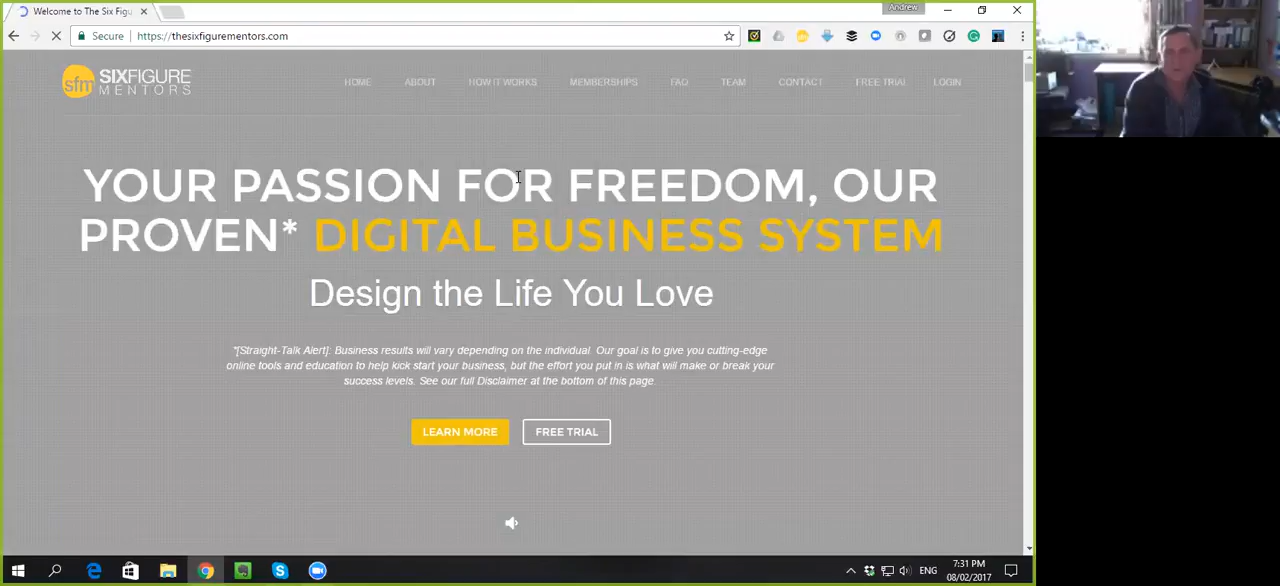 Welcome to The Six Figu
Andrew
Secure
https://thesixfigurementors.com
sfm SIXFIGURE
MENTORS
HOME ABOUT HOW IT WORKS MEMBERSHIPS FAQ TEAM CONTACT FREE TRIAL LOGIN
YOUR PASSION FOR FREEDOM, OUR
PROVEN* DIGITAL BUSINESS SYSTEM
Design the Life You Love
*[Straight-Talk Alert]: Business results will vary depending on the individual. Our goal is to give you cutting-edge
online tools and education to help kick start your business, but the effort you put in is what will make or break your
success levels. See our full Disclaimer at the bottom of this page.
LEARN MORE FREE TRIAL
ENG
7:31 PM
08/02/2017